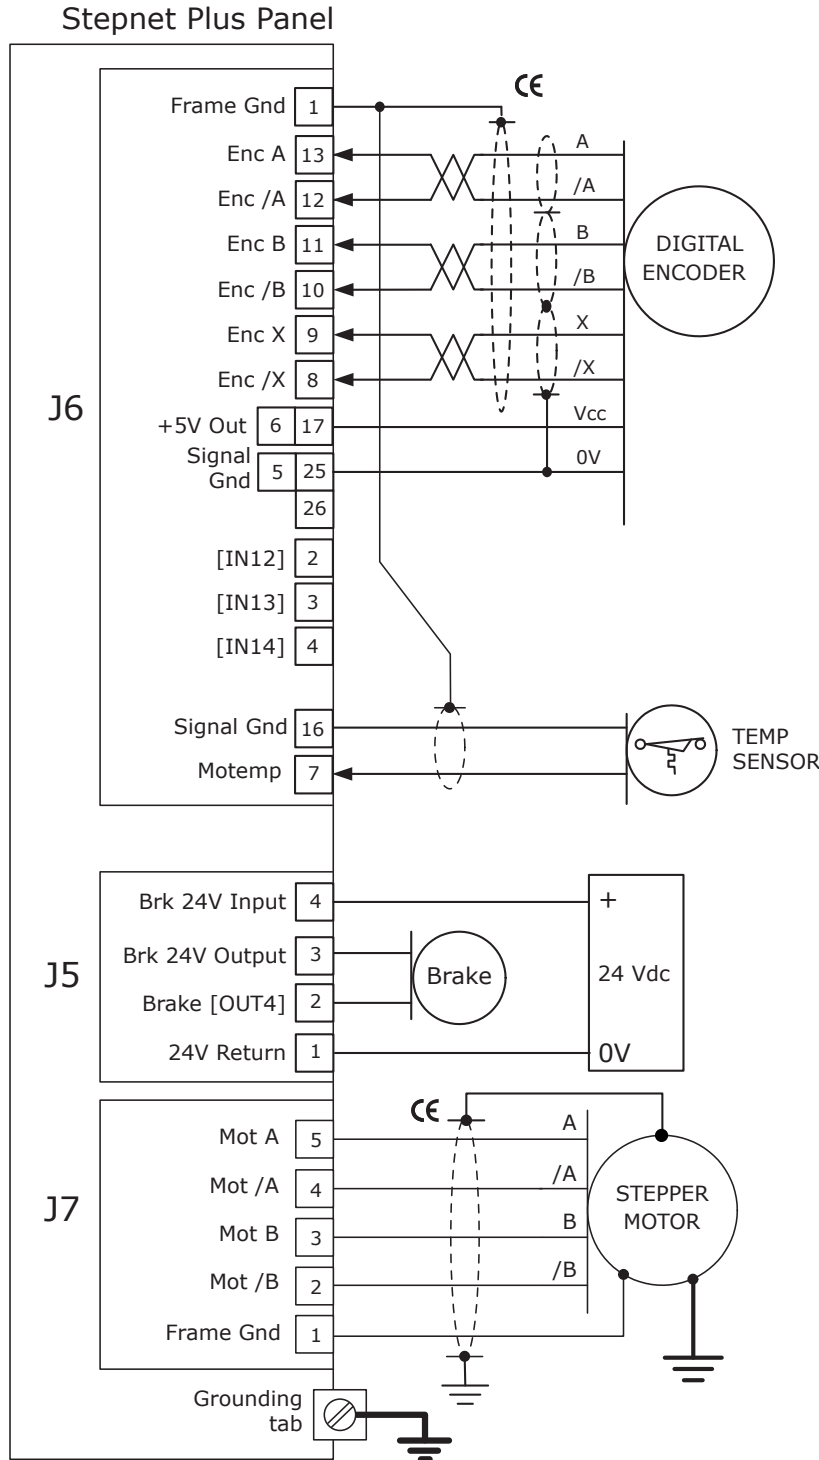 Stepnet Plus Panel
J6
Frame Gnd 1
CE
Enc A 13 A
Enc /A 12 /A
Enc B 11 B
Enc /B 10 /B
DIGITAL
ENCODER
Enc X 9 X
Enc /X 8 /X
+5V Out 6 17 Vcc
Signal
Gnd 5 25 0V
26
[IN12] 2
[IN13] 3
[IN14] 4
Signal Gnd 16
Motemp 7
TEMP
SENSOR
J5
Brk 24V Input 4 +
Brk 24V Output 3
Brake
24 Vdc
Brake [OUT4] 2
24V Return 1 0V
J7
CE
Mot A 5 A
Mot /A 4 /A
STEPPER
MOTOR
Mot B 3 B
Mot /B 2 /B
Frame Gnd 1
Grounding
tab